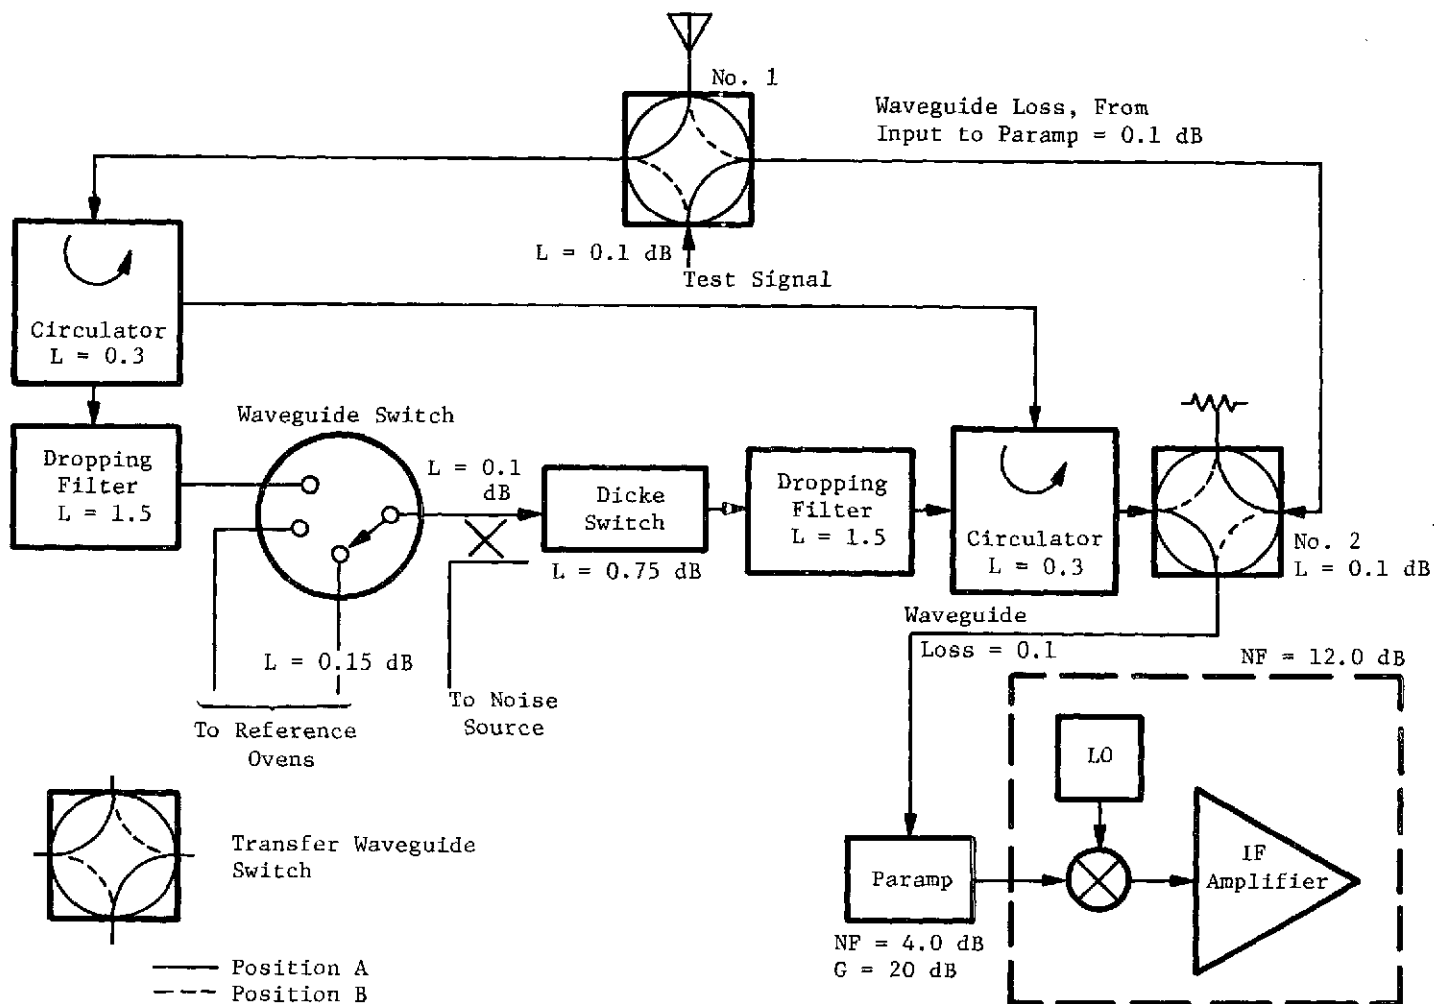 No. 1
Waveguide Loss, From
Input to Paramp = 0.1 dB
L = 0.1 dB
Test Signal
Circulator
L = 0.3
Waveguide Switch
Dropping
Filter
L = 1.5
L = 0.1
dB
Dicke
Switch
L = 0.75 dB
Dropping
Filter
L = 1.5
Circulator
L = 0.3
No. 2
L = 0.1 dB
Waveguide
Loss = 0.1
NF = 12.0 dB
L = 0.15 dB
To Reference
Ovens
To Noise
Source
LO
Transfer Waveguide
Switch
Paramp
IF
Amplifier
NF = 4.0 dB
G = 20 dB
Position A
Position B